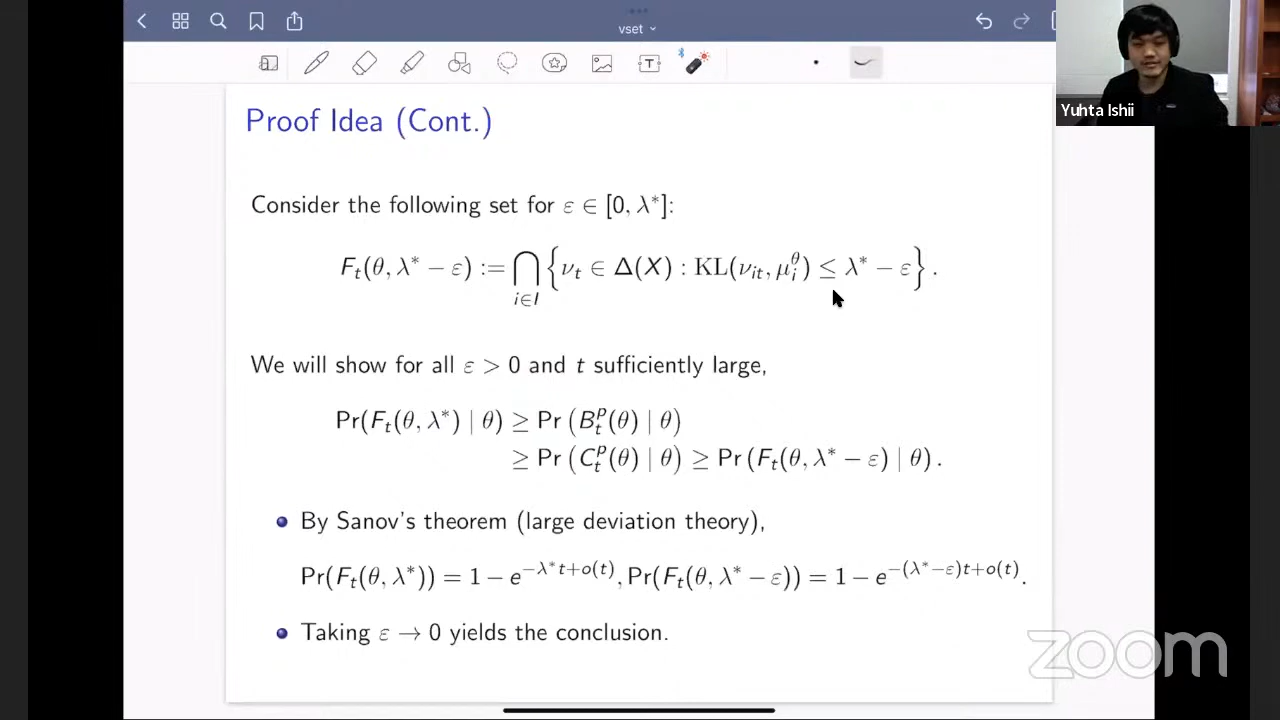 vset
Yuhta Ishii
Proof Idea (Cont.)
Consider the following set for ε ∈ [0, λ*]:
F_t(θ, λ* − ε) := ⋂_{i∈I} {ν_t ∈ Δ(X) : KL(ν_{it}, μ_i^θ) ≤ λ* − ε}.
We will show for all ε > 0 and t sufficiently large,
Pr(F_t(θ, λ*) | θ) ≥ Pr (B_t^p(θ) | θ)
≥ Pr (C_t^p(θ) | θ) ≥ Pr (F_t(θ, λ* − ε) | θ).
By Sanov's theorem (large deviation theory),
Pr(F_t(θ, λ*)) = 1 − e^{−λ*t+o(t)}, Pr(F_t(θ, λ* − ε)) = 1 − e^{−(λ*−ε)t+o(t)}.
Taking ε → 0 yields the conclusion.
zoom